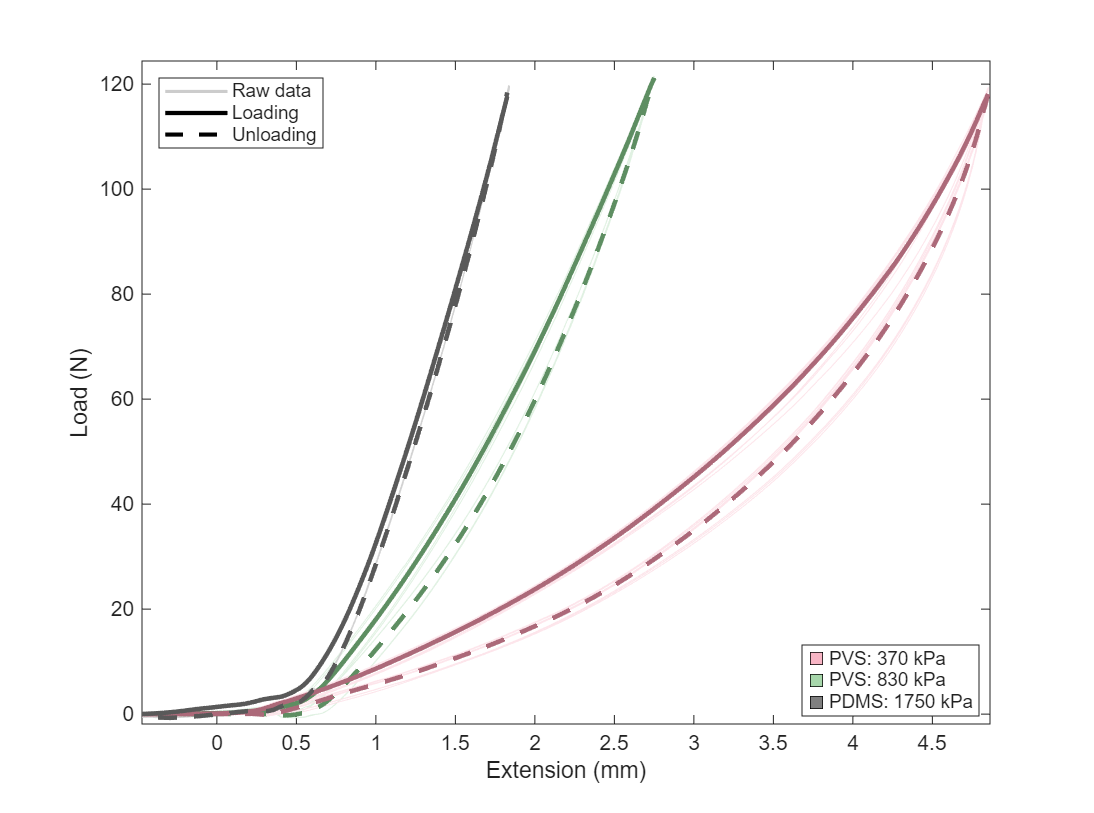 Raw data
Loading
Unloading
120
100
80
60
40
20
0
Load (N)
PVS: 370 kPa
PVS: 830 kPa
PDMS: 1750 kPa
0 0.5 1 1.5 2 2.5 3 3.5 4 4.5
Extension (mm)